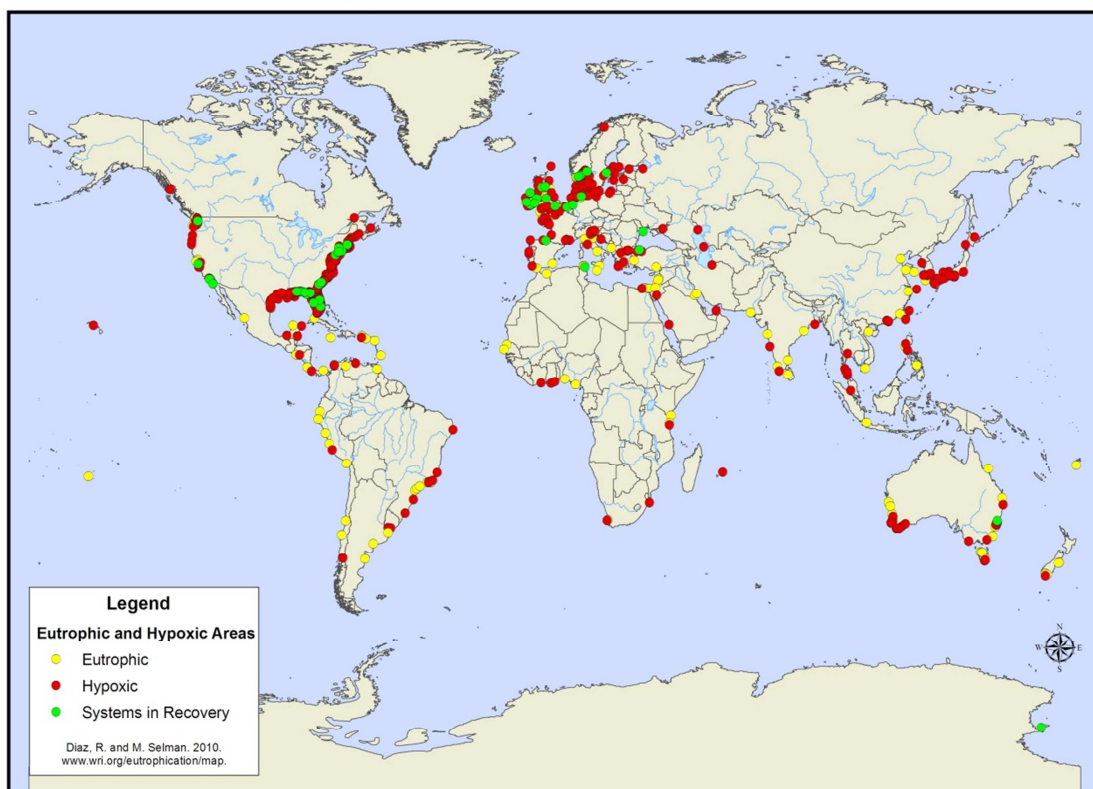 Legend
Eutrophic and Hypoxic Areas
Eutrophic
Hypoxic
Systems in Recovery
Diaz, R. and M. Selman. 2010.
www.wri.org/eutrophication/map.
N
W E
S